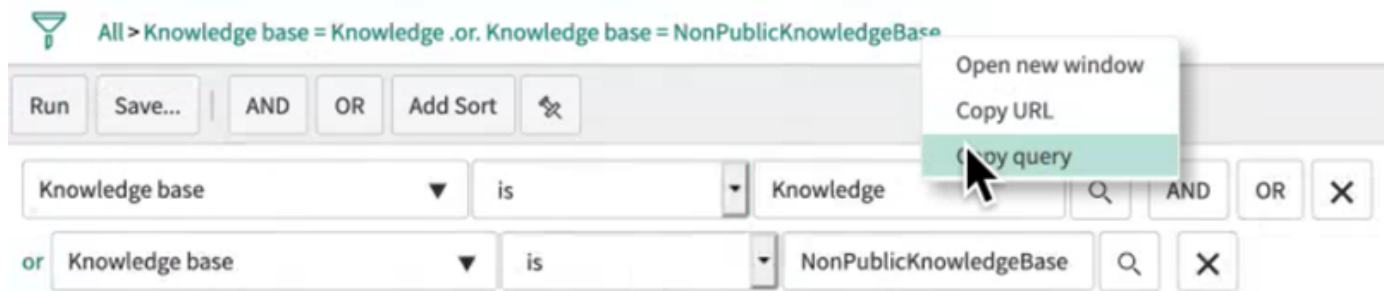 All > Knowledge base = Knowledge .or. Knowledge base = NonPublicKnowledgeBase
Open new window
Copy URL
Copy query
Run Save... AND OR Add Sort
Knowledge base is Knowledge AND OR
or Knowledge base is NonPublicKnowledgeBase